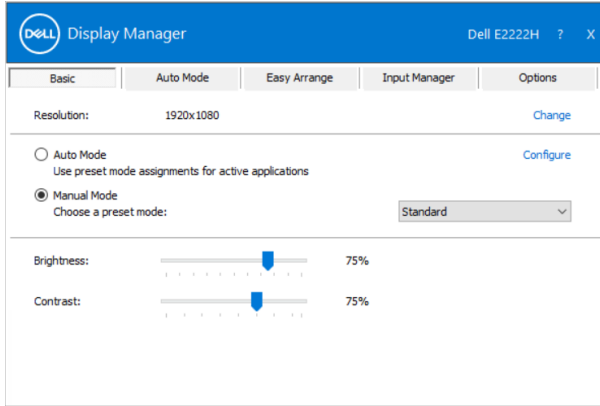 DELL Display Manager Dell E2222H ? X
Basic Auto Mode Easy Arrange Input Manager Options
Resolution: 1920x1080 Change
Auto Mode Configure
Use preset mode assignments for active applications
Manual Mode
Choose a preset mode: Standard
Brightness: 75%
Contrast: 75%